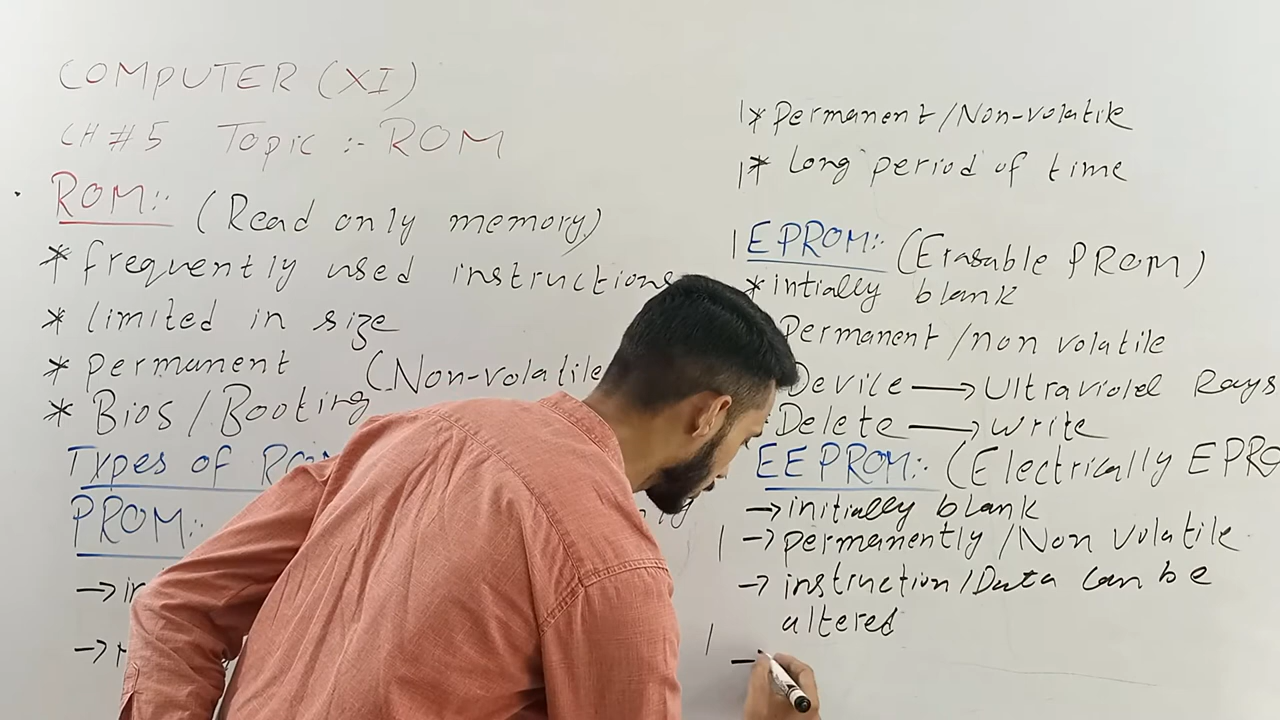 COMPUTER (XI)
CH # 5 Topic :- ROM
ROM:- (Read only memory)
* frequently used instructions
* limited in size
* permanent (Non-volatile
* Bios / Booting
Types of
PROM:-
* Permanent / Non-volatile
* Long period of time
EPROM:- (Erasable PROM)
* intially blank
Permanent / non volatile
Device → Ultraviolet Rays
Delete → write
EEPROM:- (Electrically EPRO
→ initially blank
→ permanently / Non volatile
→ instruction / Data can be
altered